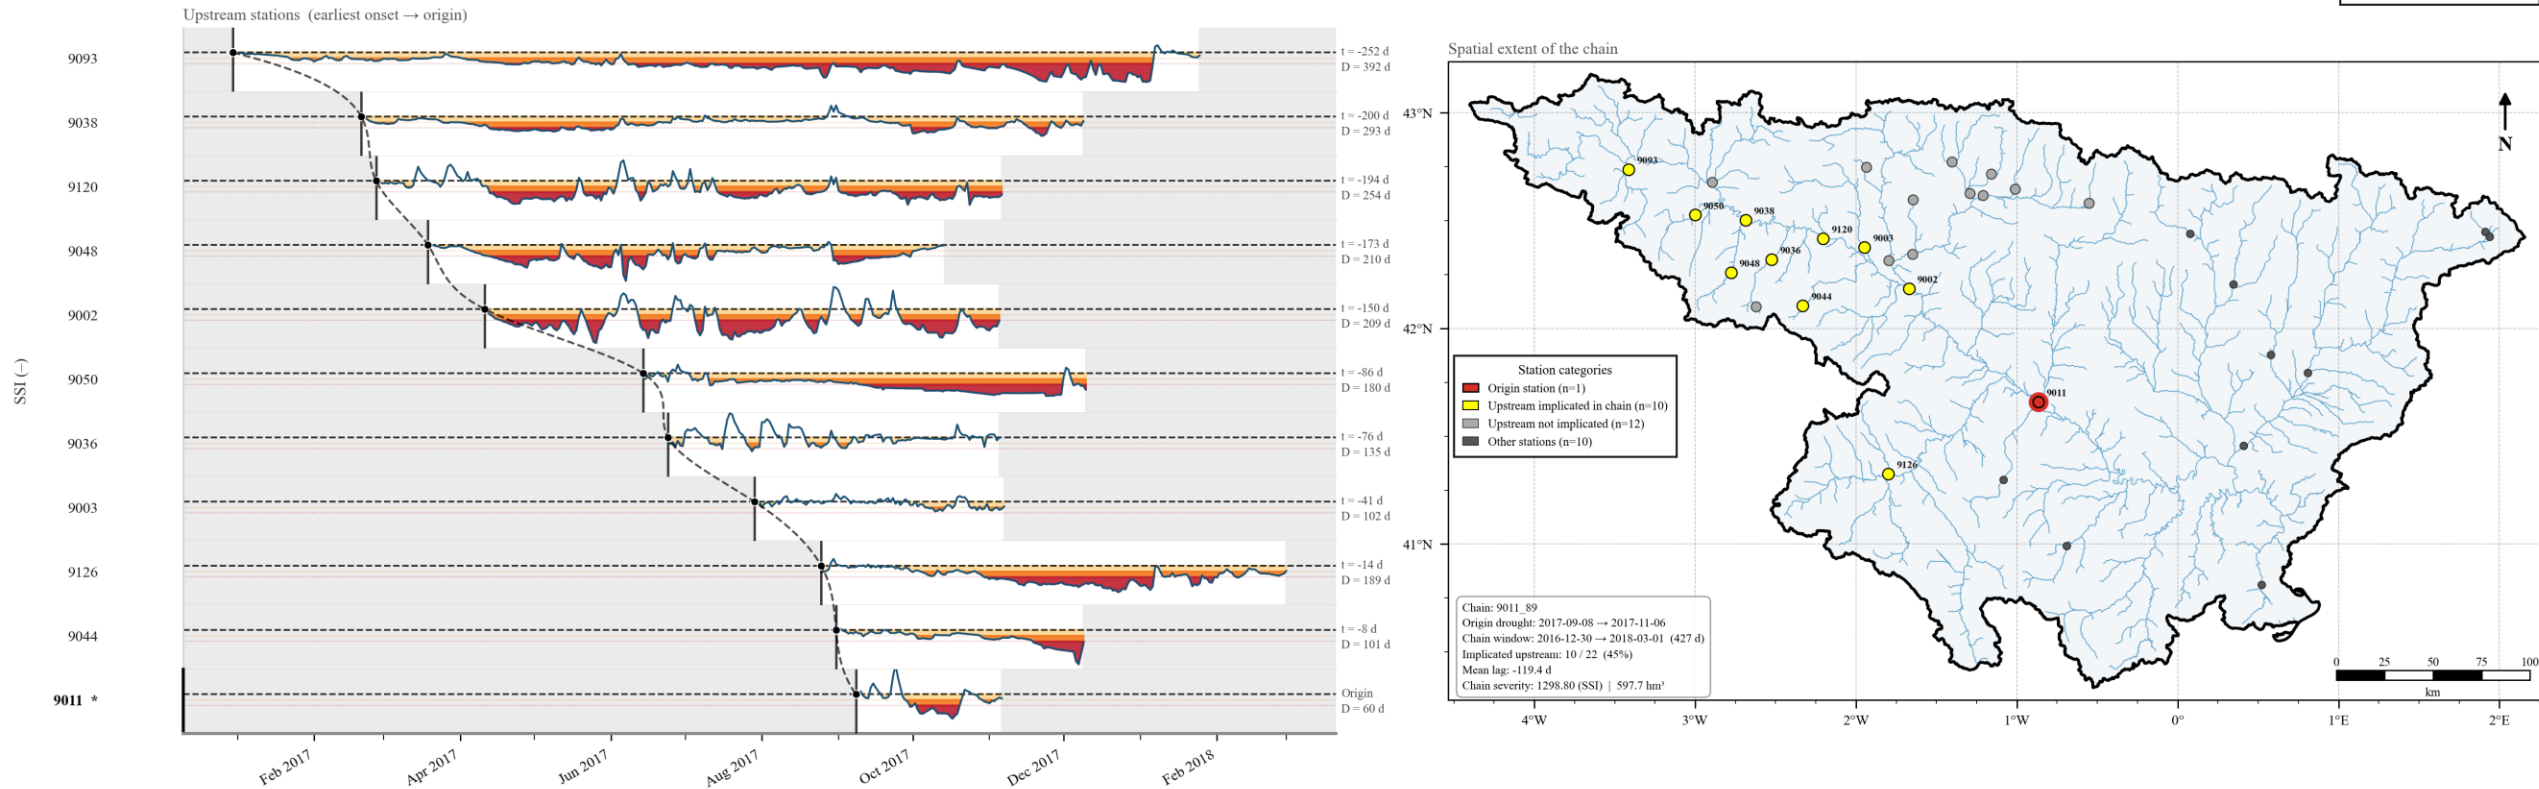 Upstream stations (earliest onset → origin)
SSI (–)
9093
t = -252 d
D = 392 d
9038
t = -200 d
D = 293 d
9120
t = -194 d
D = 254 d
9048
t = -173 d
D = 210 d
9002
t = -150 d
D = 209 d
9050
t = -86 d
D = 180 d
9036
t = -76 d
D = 135 d
9003
t = -41 d
D = 102 d
9126
t = -14 d
D = 189 d
9044
t = -8 d
D = 101 d
9011 *
Origin
D = 60 d
Feb 2017
Apr 2017
Jun 2017
Aug 2017
Oct 2017
Dec 2017
Feb 2018
Spatial extent of the chain
43°N
42°N
41°N
N
9093
9050
9038
9120
9003
9036
9048
9002
9044
9011
9126
Station categories
Origin station (n=1)
Upstream implicated in chain (n=10)
Upstream not implicated (n=12)
Other stations (n=10)
Chain: 9011_89
Origin drought: 2017-09-08 → 2017-11-06
Chain window: 2016-12-30 → 2018-03-01 (427 d)
Implicated upstream: 10 / 22 (45%)
Mean lag: -119.4 d
Chain severity: 1298.80 (SSI) | 597.7 hm³
0 25 50 75 100
km
4°W
3°W
2°W
1°W
0°
1°E
2°E